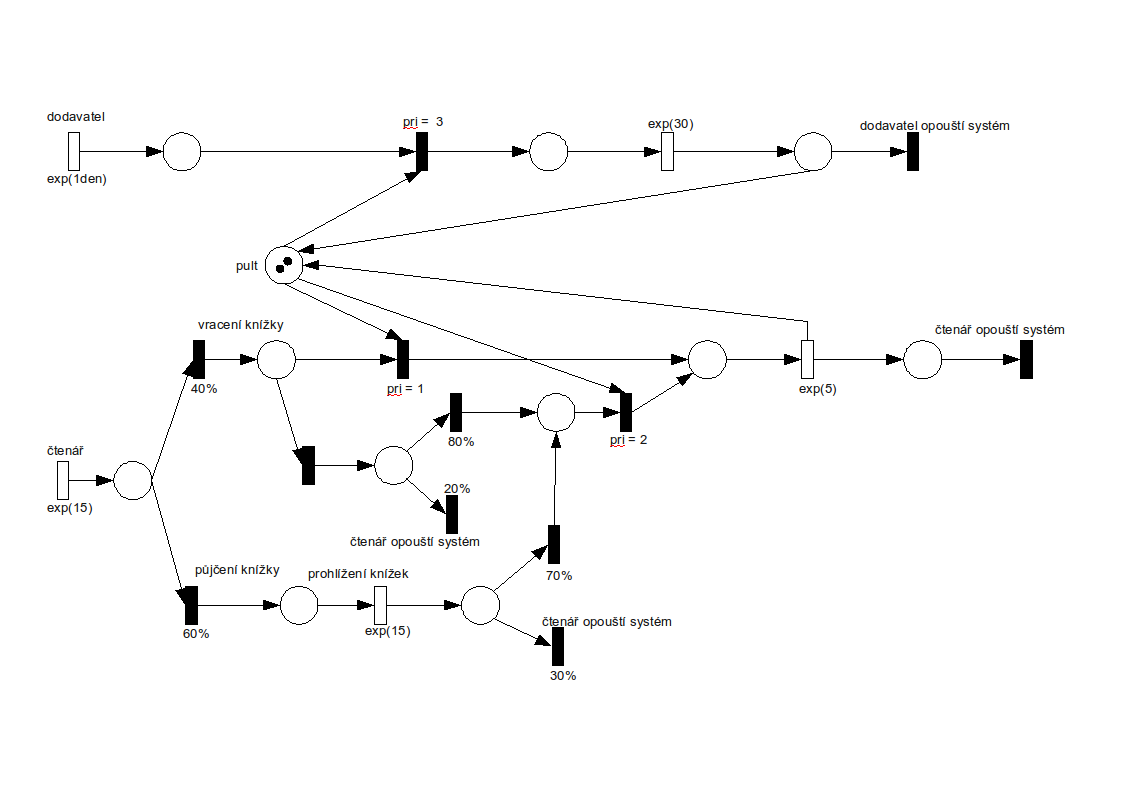 dodavatel
exp(1den)
pri = 3
exp(30)
dodavatel opouští systém
pult
vracení knížky
40%
pri = 1
exp(5)
čtenář opouští systém
80%
pri = 2
čtenář
exp(15)
20%
čtenář opouští systém
půjčení knížky
60%
prohlížení knížek
exp(15)
70%
čtenář opouští systém
30%